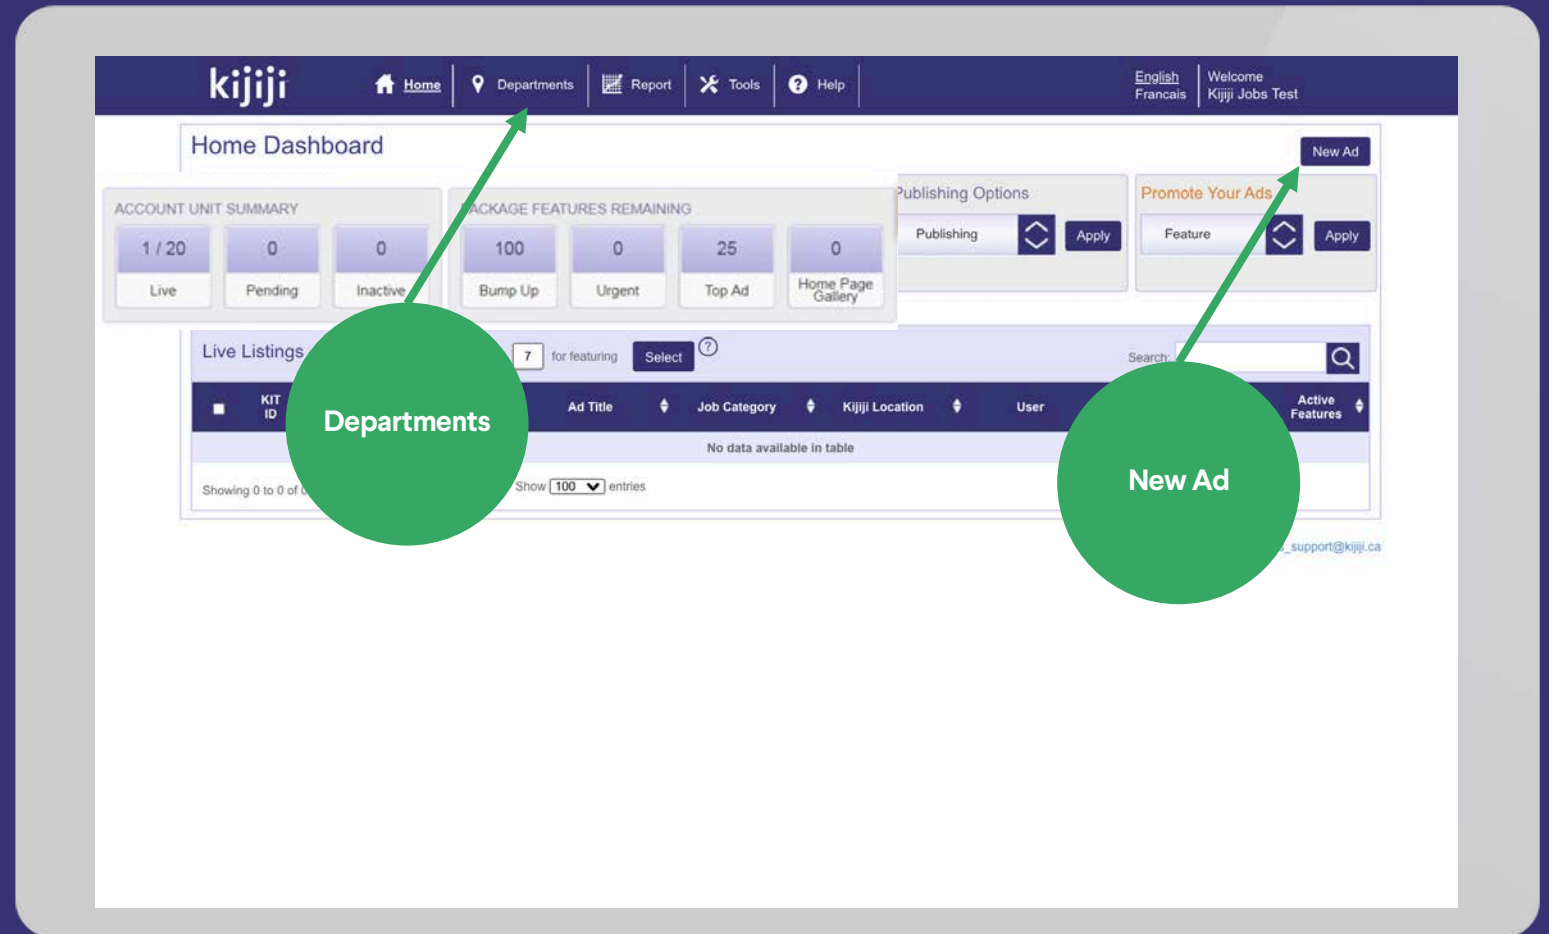 kijiji
Home
Departments
Report
Tools
Help
English
Francais
Welcome
Kijiji Jobs Test
Home Dashboard
New Ad
ACCOUNT UNIT SUMMARY
1 / 20
Live
0
Pending
0
Inactive
PACKAGE FEATURES REMAINING
100
Bump Up
0
Urgent
25
Top Ad
0
Home Page
Gallery
Publishing Options
Publishing
Apply
Promote Your Ads
Feature
Apply
Live Listings
7 for featuring Select ?
Search:
KIT
ID
Ad Title
Job Category
Kijiji Location
User
Active
Features
No data available in table
Showing 0 to 0 of
Show 100 entries
_support@kijiji.ca
Departments
New Ad